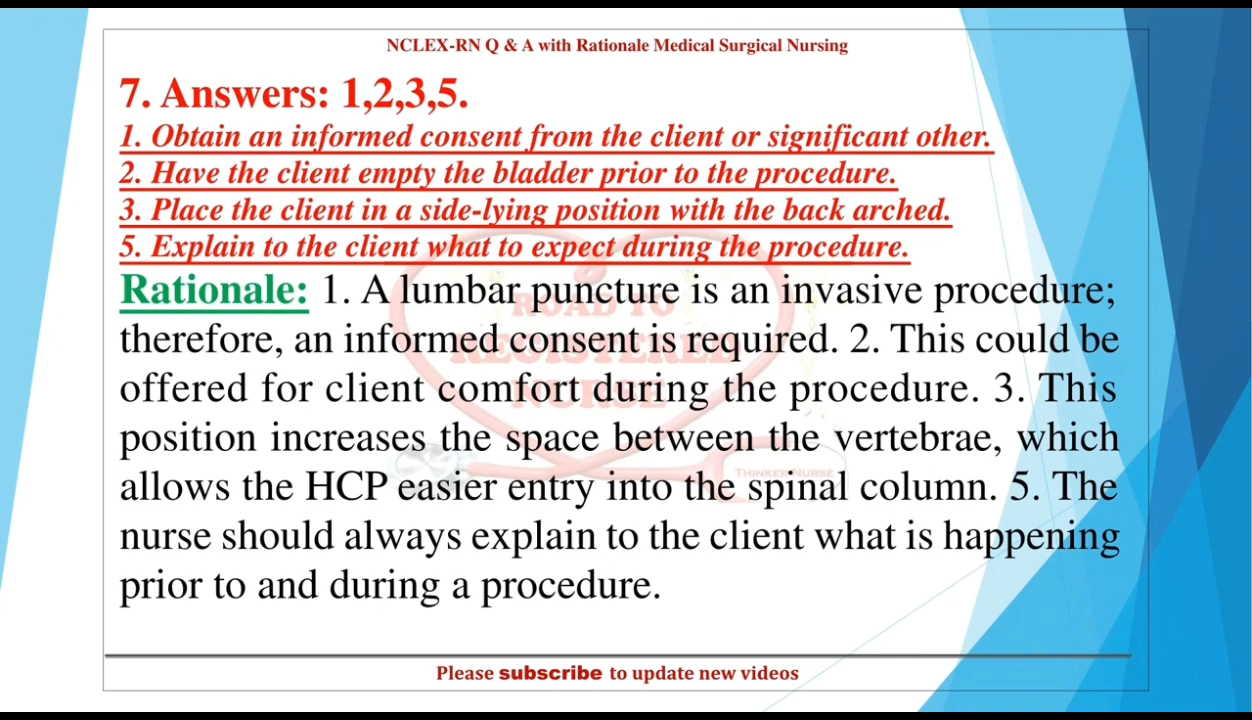 NCLEX-RN Q & A with Rationale Medical Surgical Nursing
7. Answers: 1,2,3,5.
1. Obtain an informed consent from the client or significant other.
2. Have the client empty the bladder prior to the procedure.
3. Place the client in a side-lying position with the back arched.
5. Explain to the client what to expect during the procedure.
Rationale: 1. A lumbar puncture is an invasive procedure;
therefore, an informed consent is required. 2. This could be
offered for client comfort during the procedure. 3. This
position increases the space between the vertebrae, which
allows the HCP easier entry into the spinal column. 5. The
nurse should always explain to the client what is happening
prior to and during a procedure.
ROAD TO
REGISTERED
NURSE
THINKER NURSE
Please subscribe to update new videos